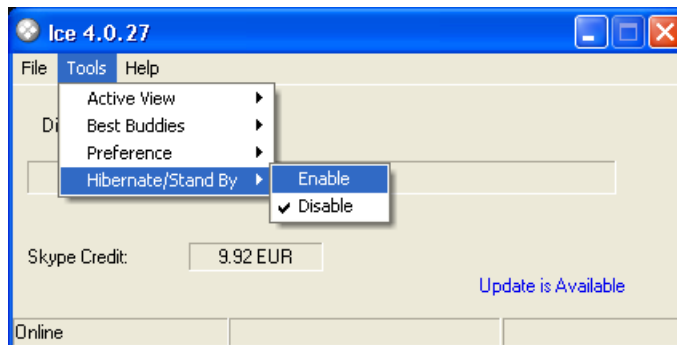 Ice 4.0.27
File Tools Help
Active View
Di
Best Buddies
Preference
Hibernate/Stand By
Enable
Disable
Skype Credit: 9.92 EUR
Update is Available
Online